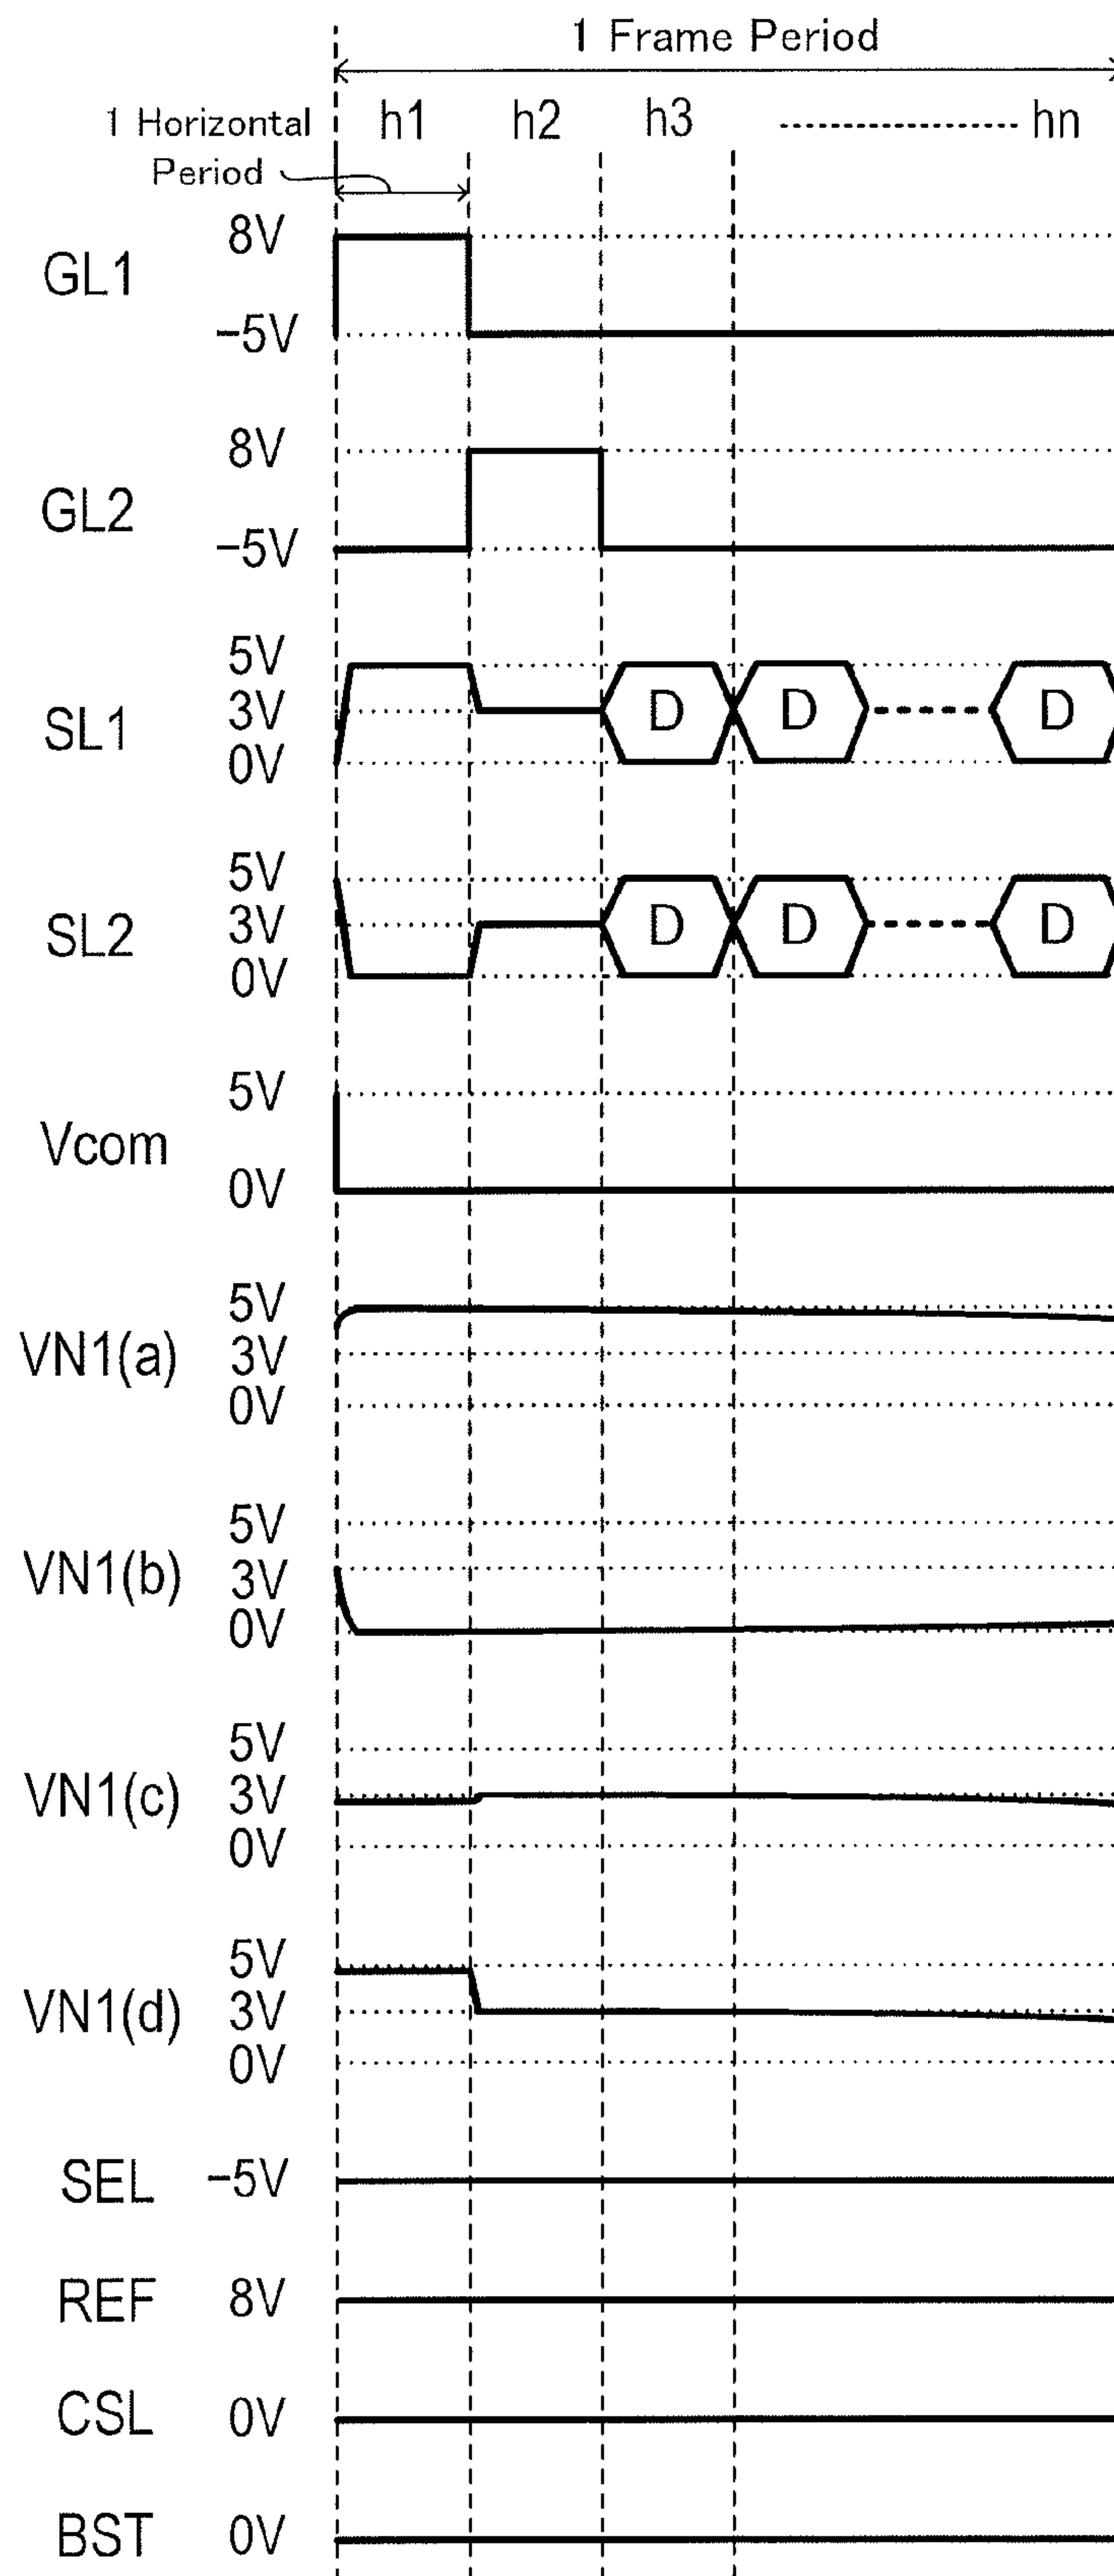 1 Frame Period
1 Horizontal Period
h1 h2 h3 hn
GL1 8V -5V
GL2 8V -5V
SL1 5V 3V 0V D D D
SL2 5V 3V 0V D D D
Vcom 5V 0V
VN1(a) 5V 3V 0V
VN1(b) 5V 3V 0V
VN1(c) 5V 3V 0V
VN1(d) 5V 3V 0V
SEL -5V
REF 8V
CSL 0V
BST 0V